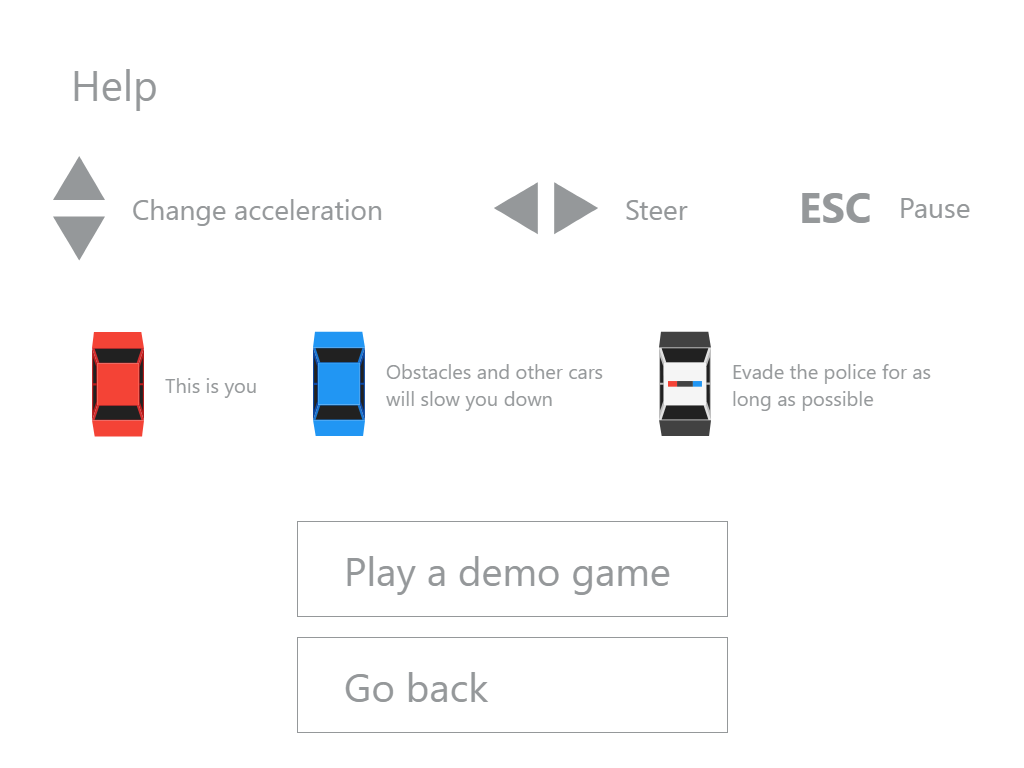 Help
Change acceleration
Steer
ESC
Pause
This is you
Obstacles and other cars
will slow you down
Evade the police for as
long as possible
Play a demo game
Go back